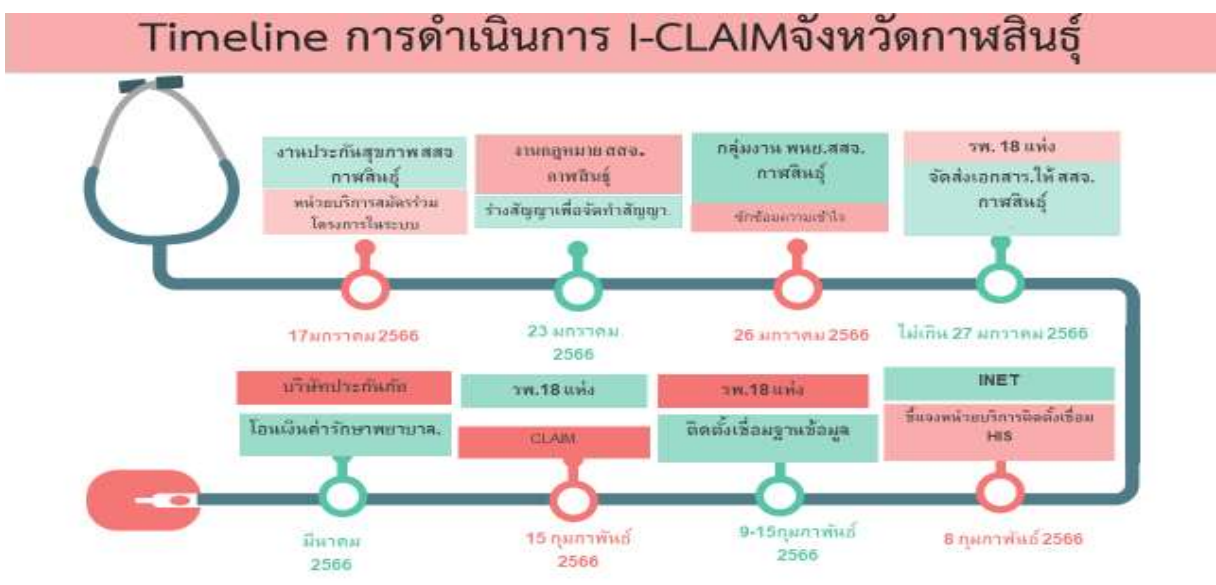 Timeline การดำเนินการ I-CLAIMจังหวัดกาฬสินธุ์
งานประกันสุขภาพ สสจ
กาฬสินธุ์
หน่วยบริการสมัครร่วม
โครงการในระบบ
17มกราคม 2566
งานกฎหมาย สสจ.
กาฬสินธุ์
ร่างสัญญาเพื่อจัดทำสัญญา
23 มกราคม
2566
กลุ่มงาน พนย.สสจ.
กาฬสินธุ์
ซักซ้อมความเข้าใจ
26 มกราคม 2566
รพ. 18 แห่ง
จัดส่งเอกสาร.ให้ สสจ.
กาฬสินธุ์
ไม่เกิน 27 มกราคม 2566
INET
ชี้แจงหน่วยบริการติดตั้งเชื่อม
HIS
8 กุมภาพันธ์ 2566
รพ.18 แห่ง
ติดตั้งเชื่อมฐานข้อมูล
9-15กุมภาพันธ์
2566
รพ.18 แห่ง
CLAIM
15 กุมภาพันธ์
2566
บริษัทประกันภัย
โอนเงินค่ารักษาพยาบาล.
มีนาคม
2566